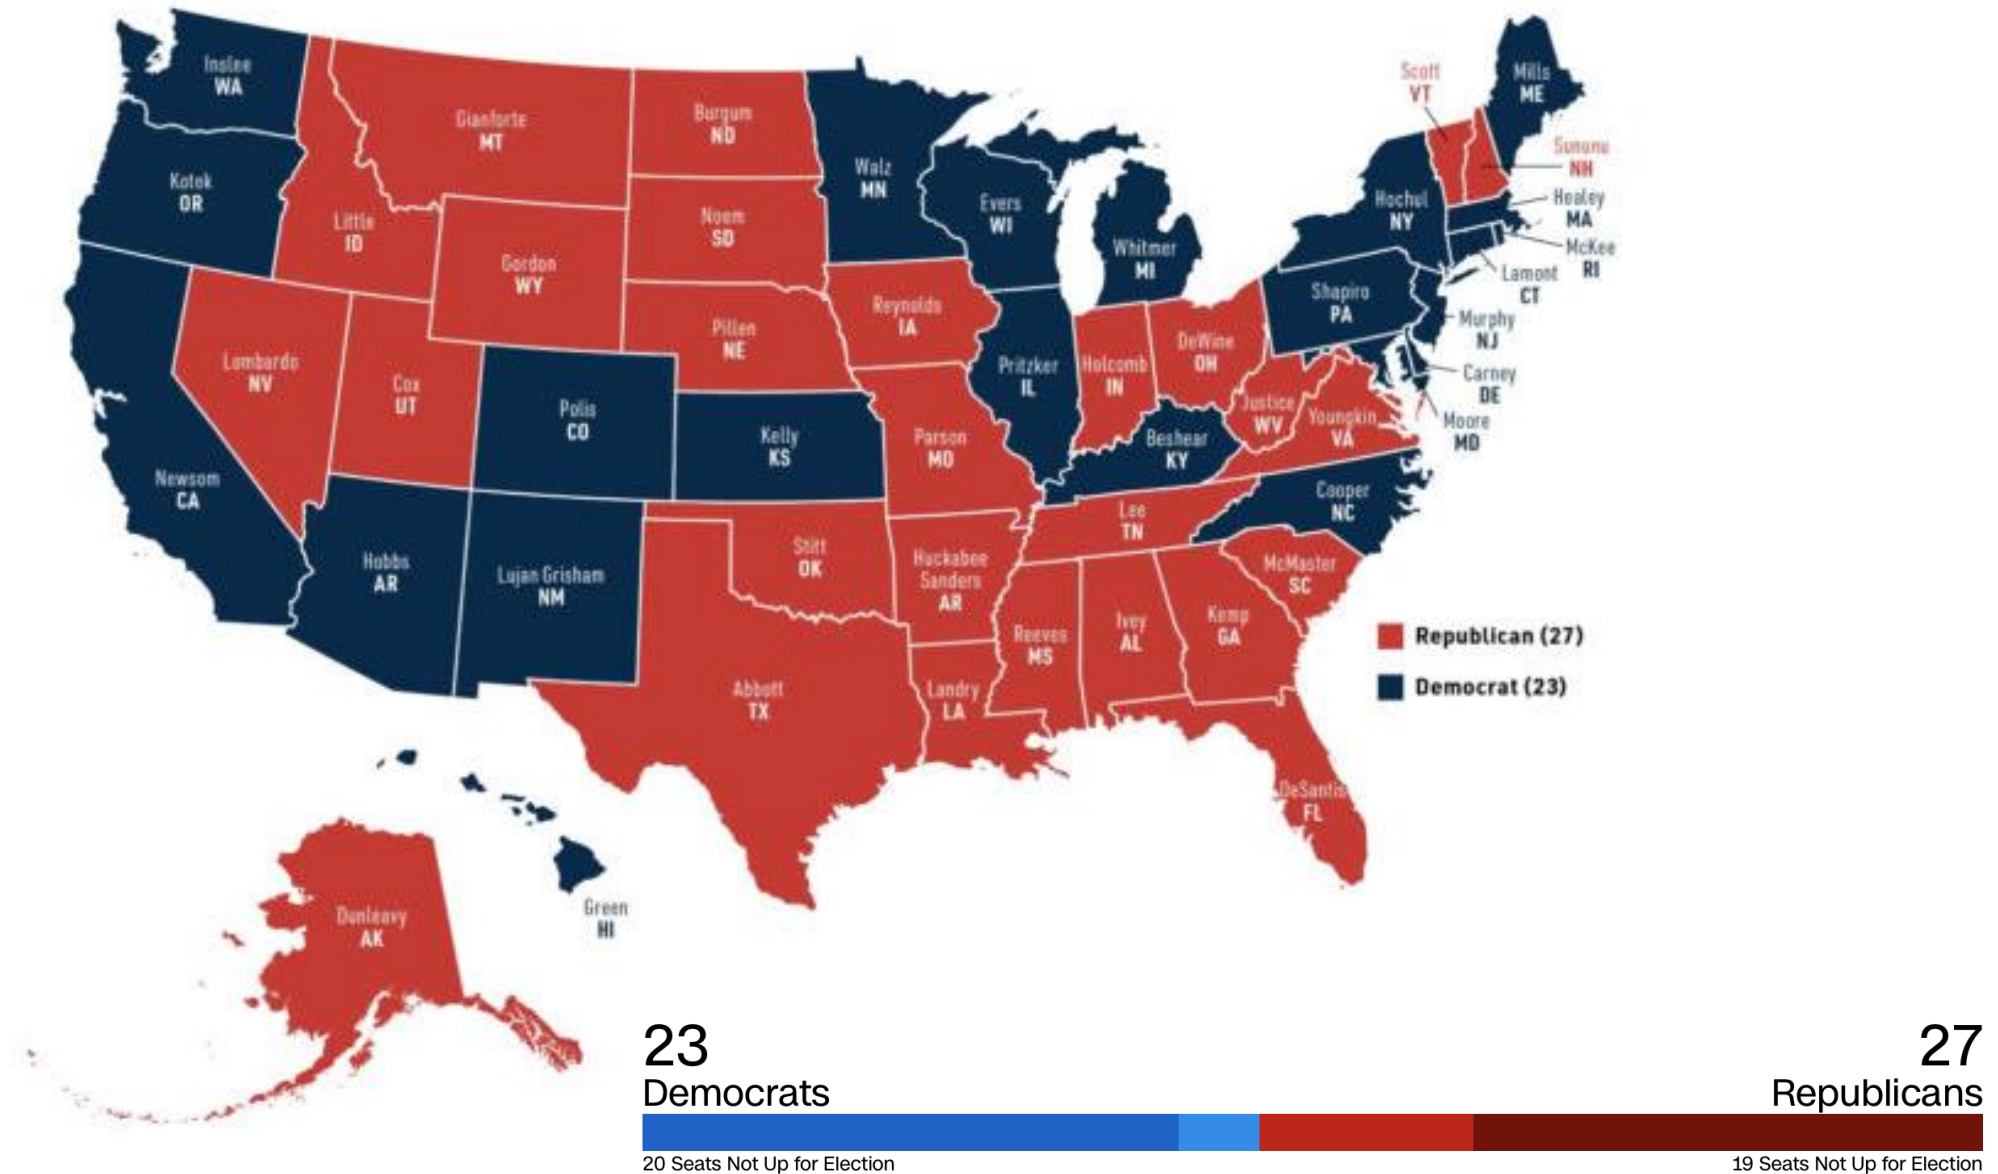 Inslee
WA
Kotek
OR
Newsom
CA
Lombardo
NV
Little
ID
Gianforte
MT
Gordon
WY
Cox
UT
Polis
CO
Hobbs
AR
Lujan Grisham
NM
Burgum
ND
Noem
SD
Pillen
NE
Kelly
KS
Stitt
OK
Abbott
TX
Walz
MN
Reynolds
IA
Parson
MO
Huckabee
Sanders
AR
Landry
LA
Evers
WI
Pritzker
IL
Whitmer
MI
Holcomb
IN
DeWine
OH
Beshear
KY
Lee
TN
Reeves
MS
Ivey
AL
Kemp
GA
DeSantis
FL
McMaster
SC
Cooper
NC
Justice
WV
Youngkin
VA
Shapiro
PA
Hochul
NY
Scott
VT
Mills
ME
Sununu
NH
Healey
MA
McKee
RI
Lamont
CT
Murphy
NJ
Carney
DE
Moore
MD
Republican (27)
Democrat (23)
Green
HI
Dunleavy
AK
23
Democrats
27
Republicans
20 Seats Not Up for Election
19 Seats Not Up for Election